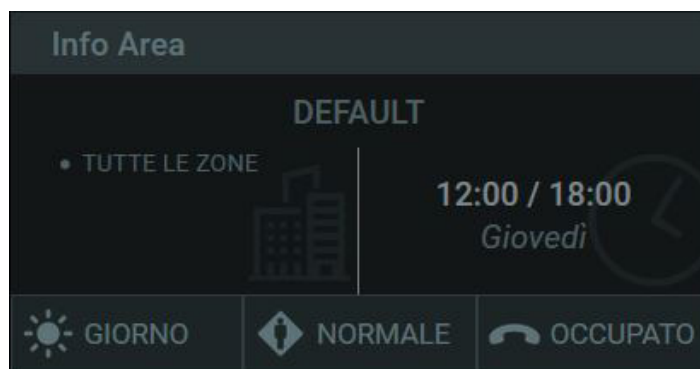 Info Area
DEFAULT
• TUTTE LE ZONE
12:00 / 18:00
Giovedì
GIORNO
NORMALE
OCCUPATO